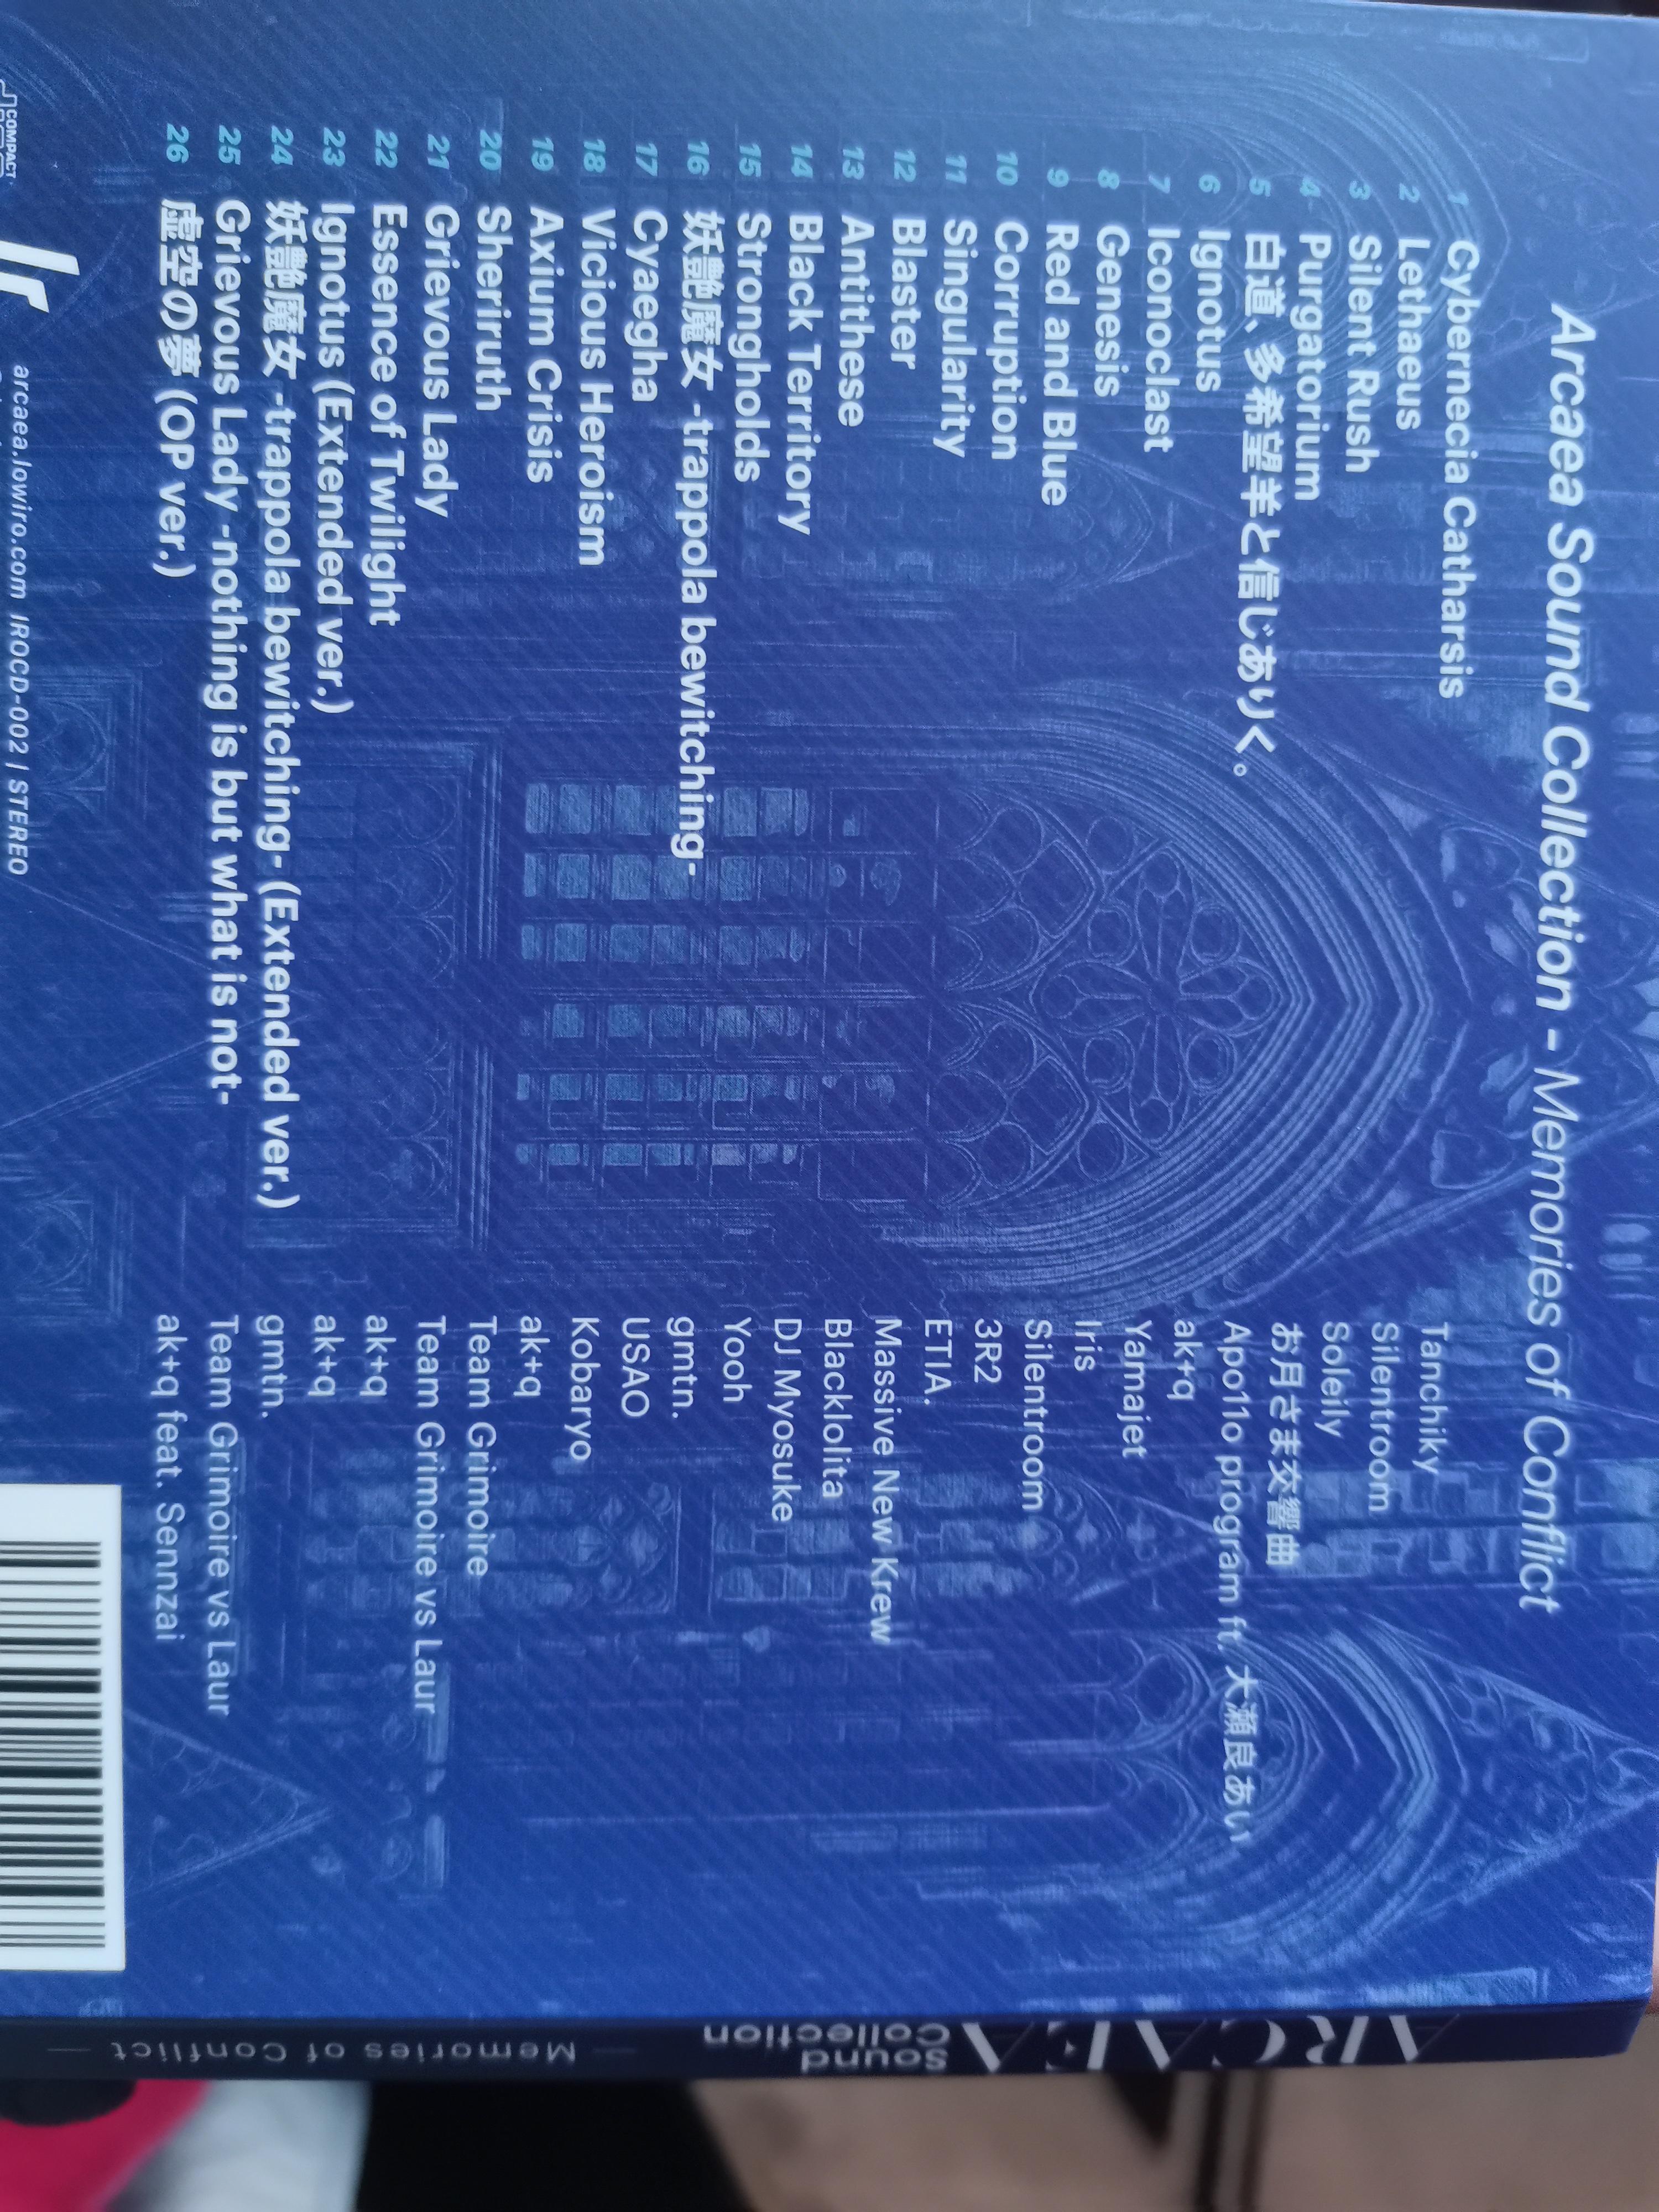 Arcaea Sound Collection - Memories of Conflict
1 Cybernecia Catharsis Tanchiky
2 Lethaeus Silentroom
3 Silent Rush Soleily
4 Purgatorium お月さま交響曲
5 白道、多希望羊と信じありく。 Apo11o program ft. 大瀬良あい
6 Ignotus ak+q
7 Iconoclast Yamajet
8 Genesis Iris
9 Red and Blue Silentroom
10 Corruption 3R2
11 Singularity ETIA.
12 Blaster Massive New Krew
13 Antithese Blacklolita
14 Black Territory DJ Myosuke
15 Strongholds Yooh
16 妖艶魔女 -trappola bewitching- gmtn.
17 Cyaegha USAO
18 Vicious Heroism Kobaryo
19 Axium Crisis ak+q
20 Sheriruth Team Grimoire
21 Grievous Lady Team Grimoire vs Laur
22 Essence of Twilight ak+q
23 Ignotus (Extended ver.) ak+q
24 妖艶魔女 -trappola bewitching- (Extended ver.) gmtn.
25 Grievous Lady -nothing is but what is not- Team Grimoire vs Laur
26 虚空の夢 (OP ver.) ak+q feat. Sennzai
COMPACT
arcaea.lowiro.com IROCD-002 | STEREO
ARCAEA
Sound
Collection
— Memories of Conflict —